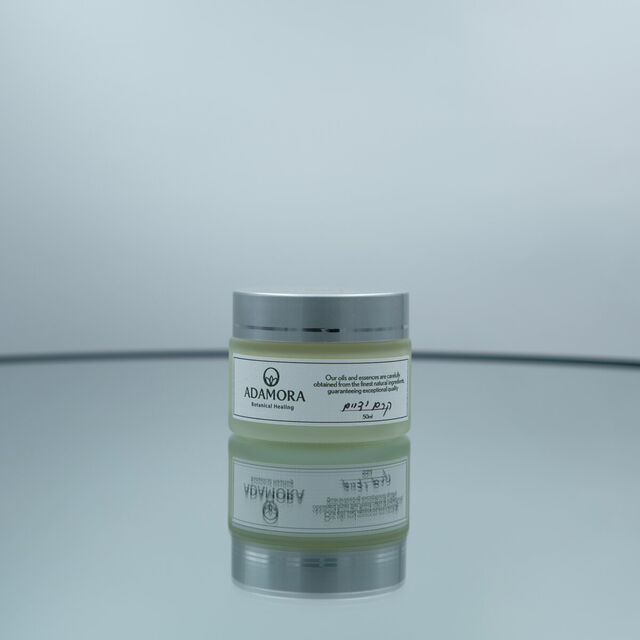 ADAMORA
Botanical Healing
Our oils and essences are carefully
obtained from the finest natural ingredients,
guaranteeing exceptional quality
קרם ידיים
50ml